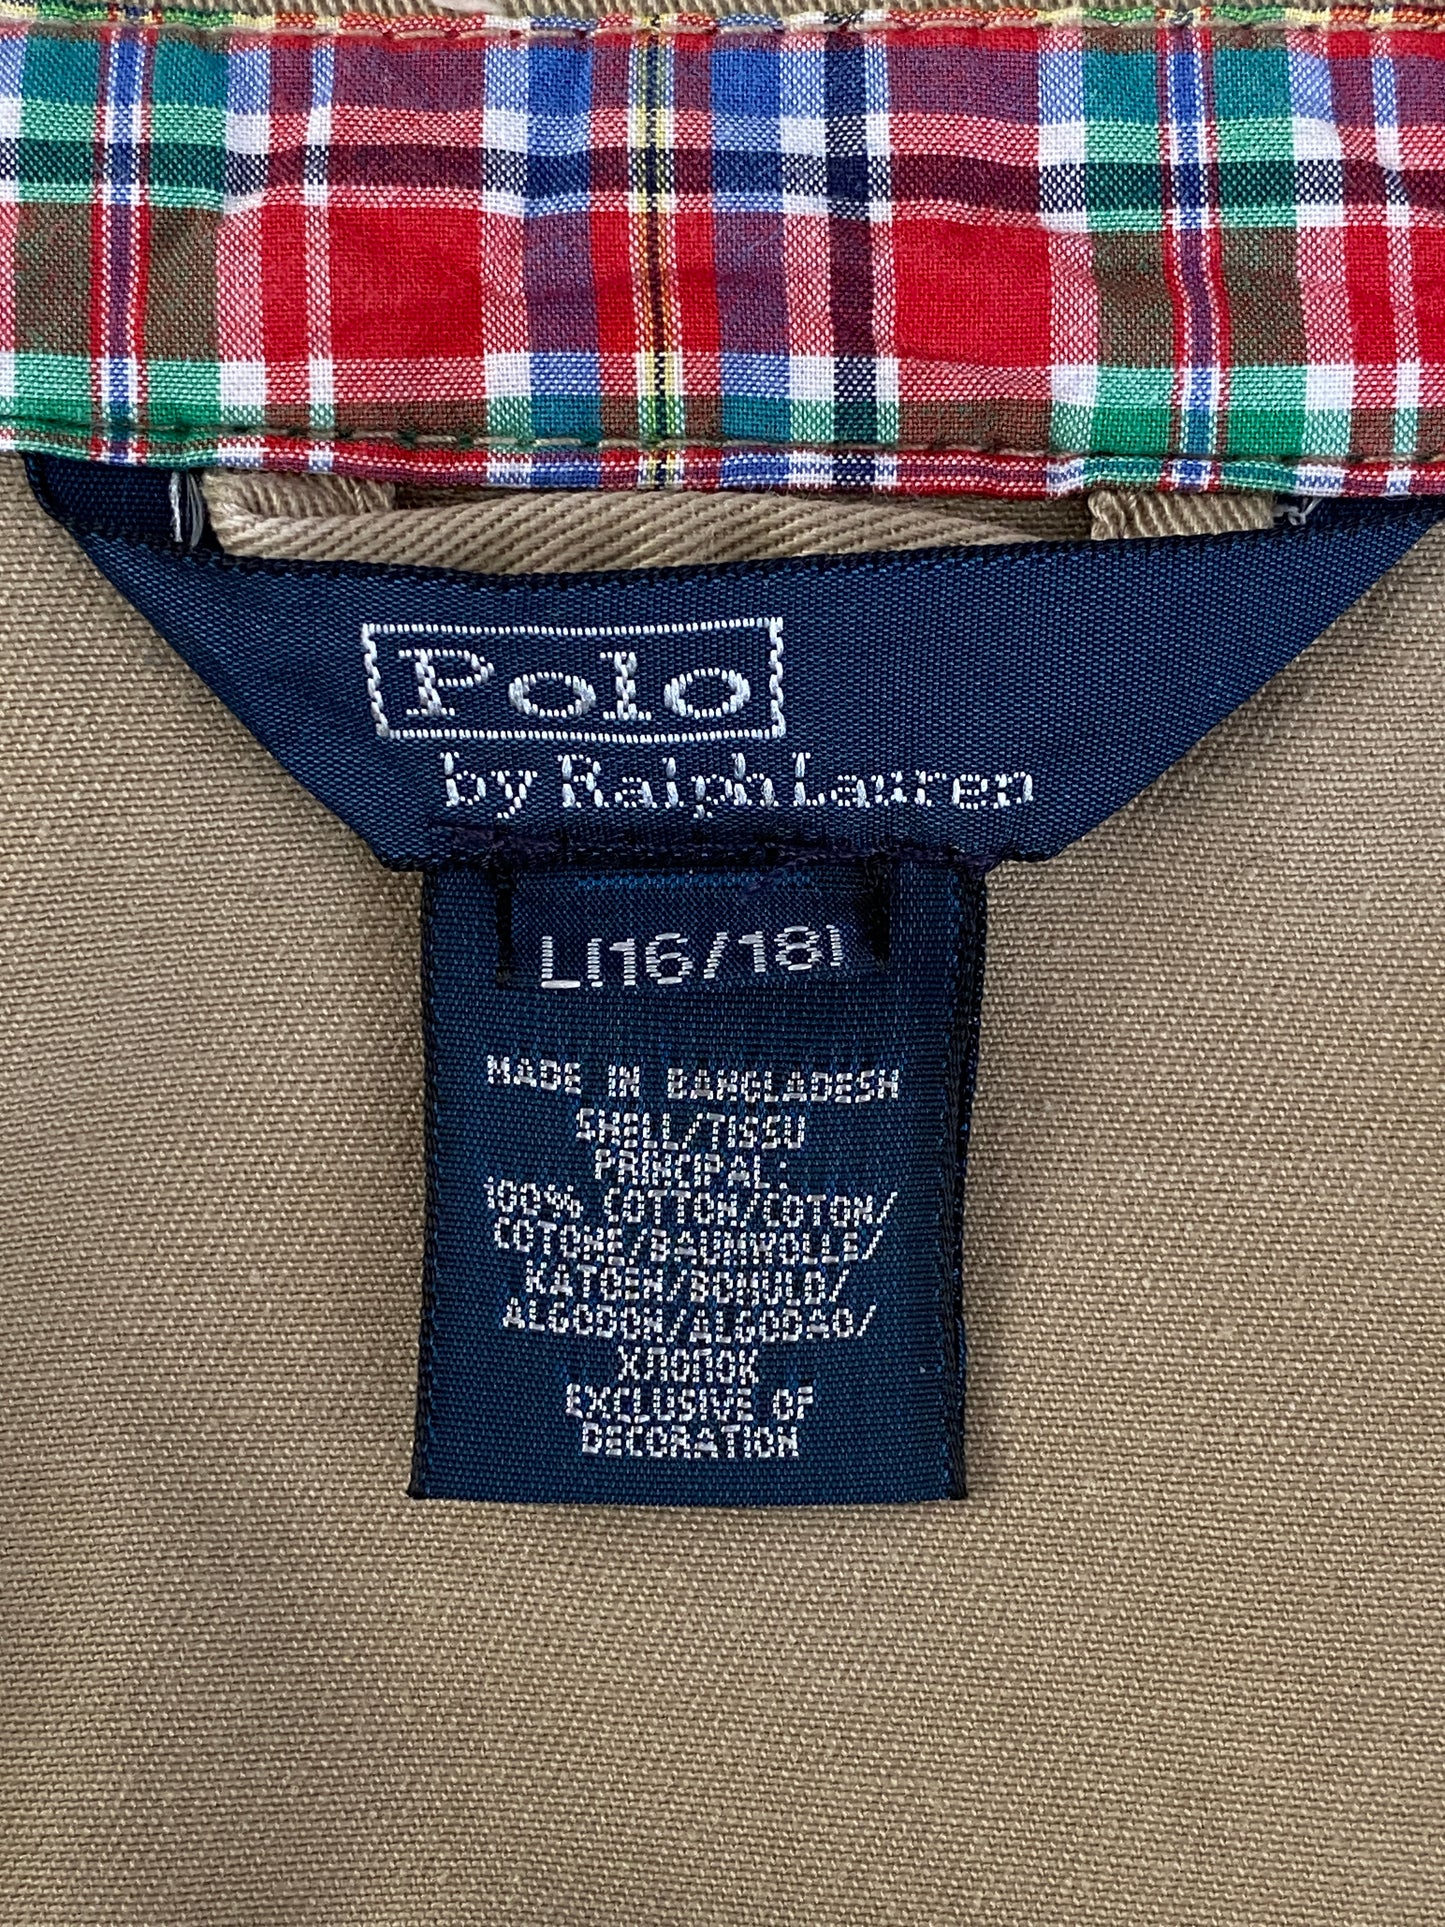 Polo
by Ralph Lauren
L(16/18)
MADE IN BANGLADESH
SHELL/TISSU
PRINCIPAL:
100% COTTON/COTON/
COTONE/BAUMWOLLE/
KATOEN/BOMULD/
ALGODON/ALGODAO/
ХЛОПОК
EXCLUSIVE OF
DECORATION